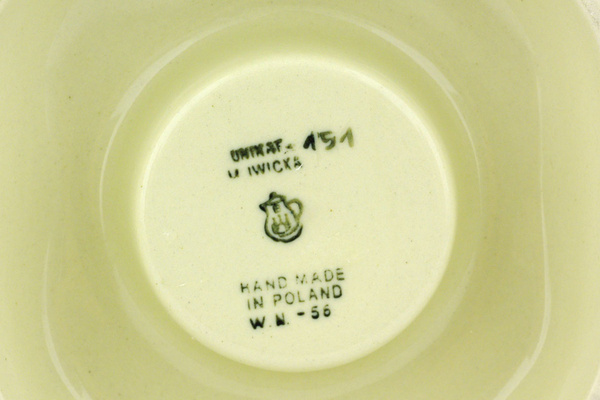 UNIKAT - 151
U IWICKA
HAND MADE
IN POLAND
W.N. - 56